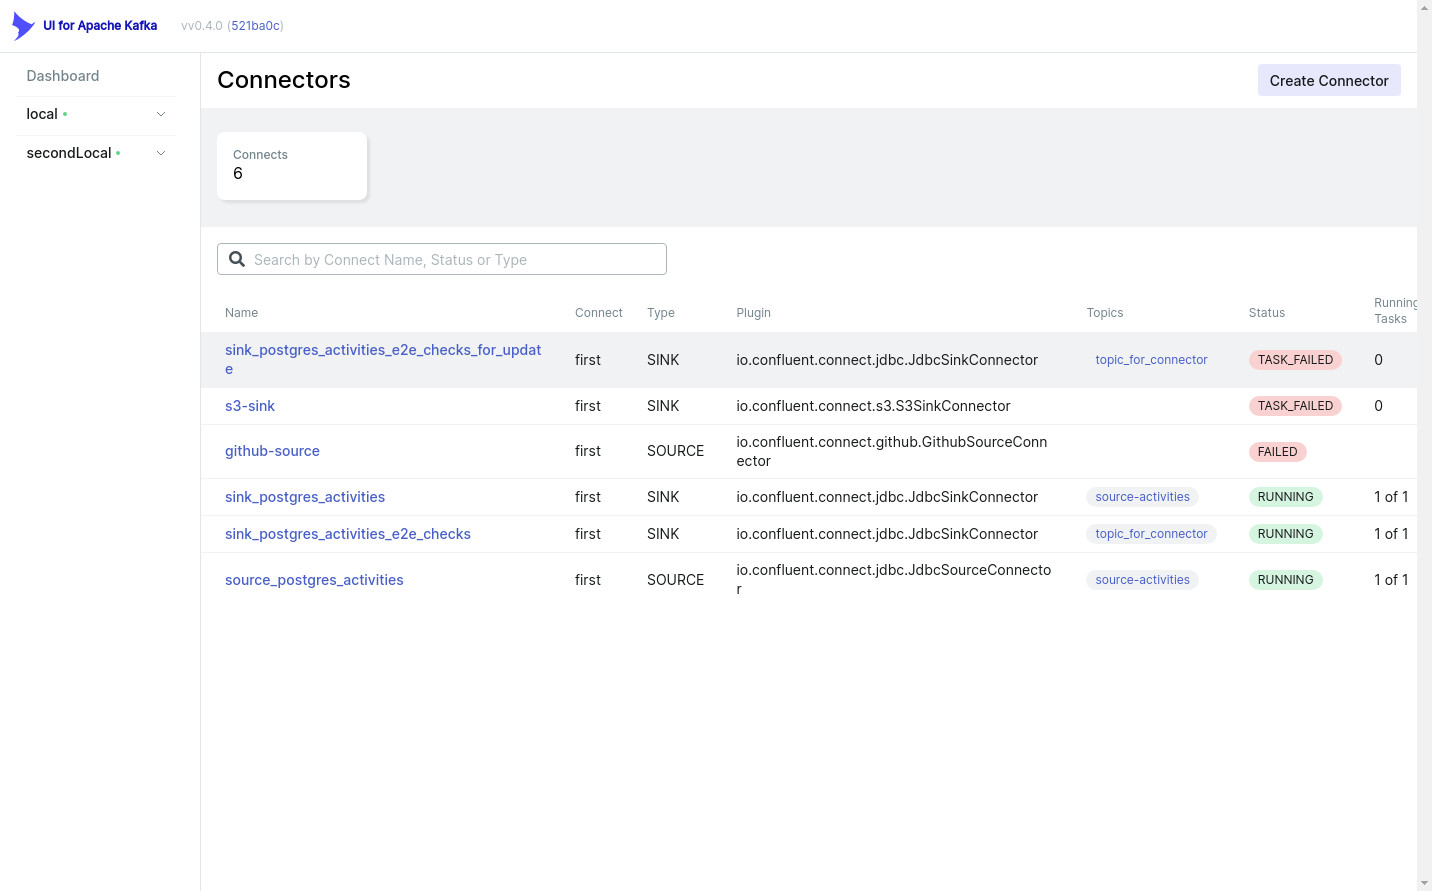 UI for Apache Kafka
vv0.4.0 (521ba0c)
Dashboard
local
secondLocal
Connectors
Create Connector
Connects
6
Search by Connect Name, Status or Type
Name Connect Type Plugin Topics Status Running
Tasks
sink_postgres_activities_e2e_checks_for_updat
e
first SINK io.confluent.connect.jdbc.JdbcSinkConnector topic_for_connector TASK_FAILED 0
s3-sink first SINK io.confluent.connect.s3.S3SinkConnector TASK_FAILED 0
github-source first SOURCE io.confluent.connect.github.GithubSourceConn
ector
FAILED
sink_postgres_activities first SINK io.confluent.connect.jdbc.JdbcSinkConnector source-activities RUNNING 1 of 1
sink_postgres_activities_e2e_checks first SINK io.confluent.connect.jdbc.JdbcSinkConnector topic_for_connector RUNNING 1 of 1
source_postgres_activities first SOURCE io.confluent.connect.jdbc.JdbcSourceConnecto
r
source-activities RUNNING 1 of 1